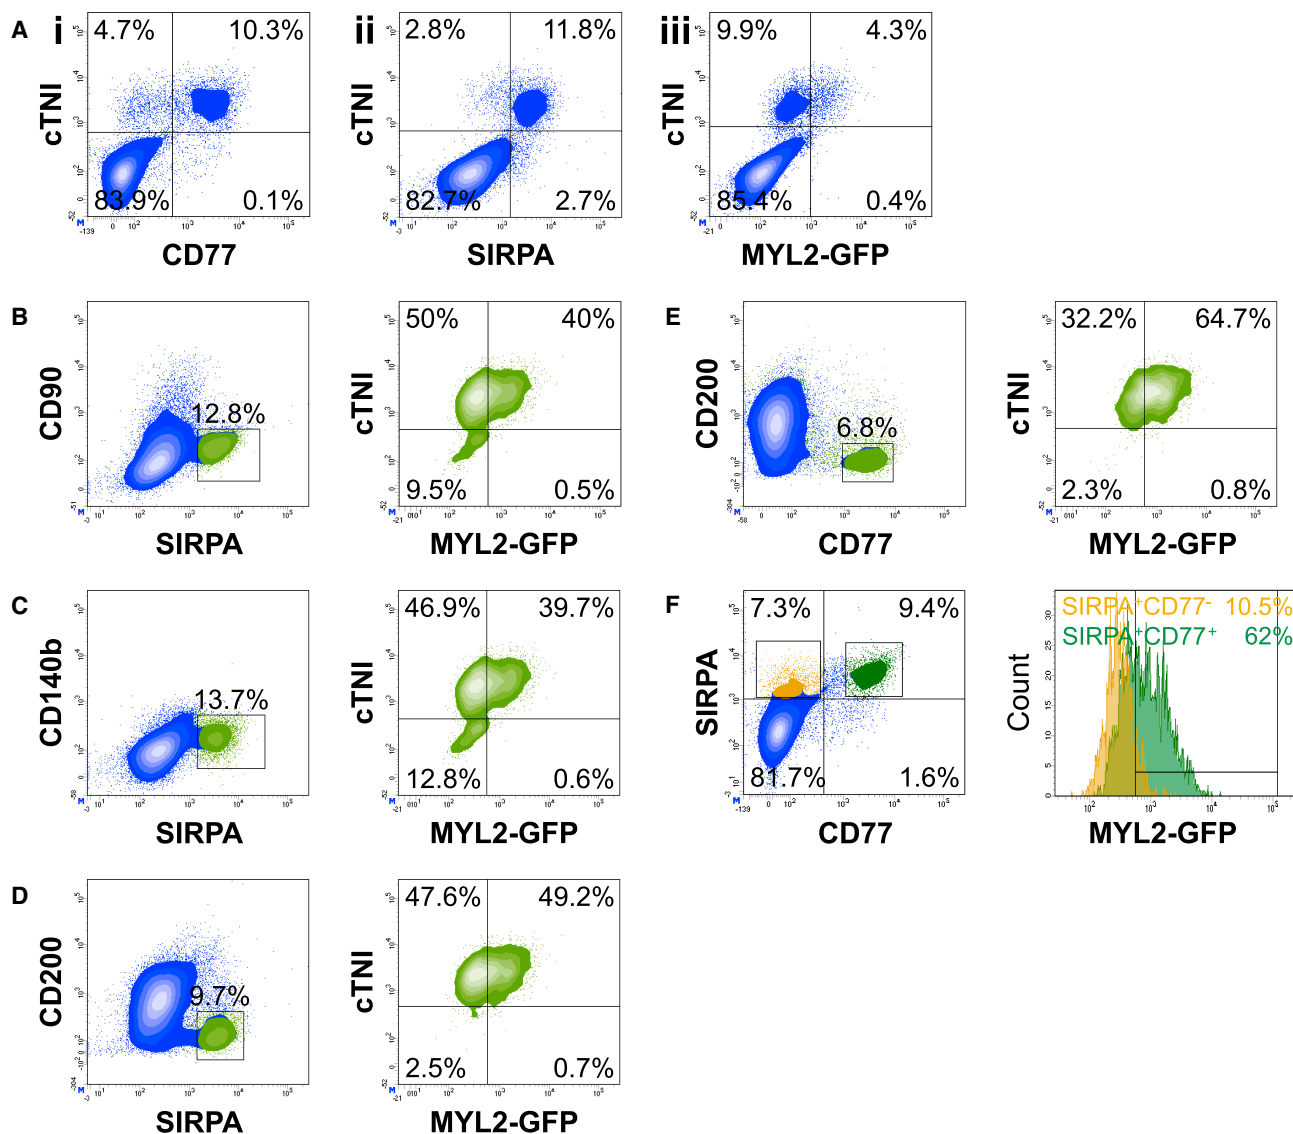 A
i
4.7%
10.3%
cTNI
83.9%
0.1%
CD77
ii
2.8%
11.8%
cTNI
82.7%
2.7%
SIRPA
iii
9.9%
4.3%
cTNI
85.4%
0.4%
MYL2-GFP
B
CD90
12.8%
SIRPA
50%
40%
cTNI
9.5%
0.5%
MYL2-GFP
E
CD200
6.8%
CD77
32.2%
64.7%
cTNI
2.3%
0.8%
MYL2-GFP
C
CD140b
13.7%
SIRPA
46.9%
39.7%
cTNI
12.8%
0.6%
MYL2-GFP
F
7.3%
9.4%
SIRPA
81.7%
1.6%
CD77
SIRPA⁺CD77⁻ 10.5%
SIRPA⁺CD77⁺ 62%
Count
MYL2-GFP
D
CD200
9.7%
SIRPA
47.6%
49.2%
cTNI
2.5%
0.7%
MYL2-GFP